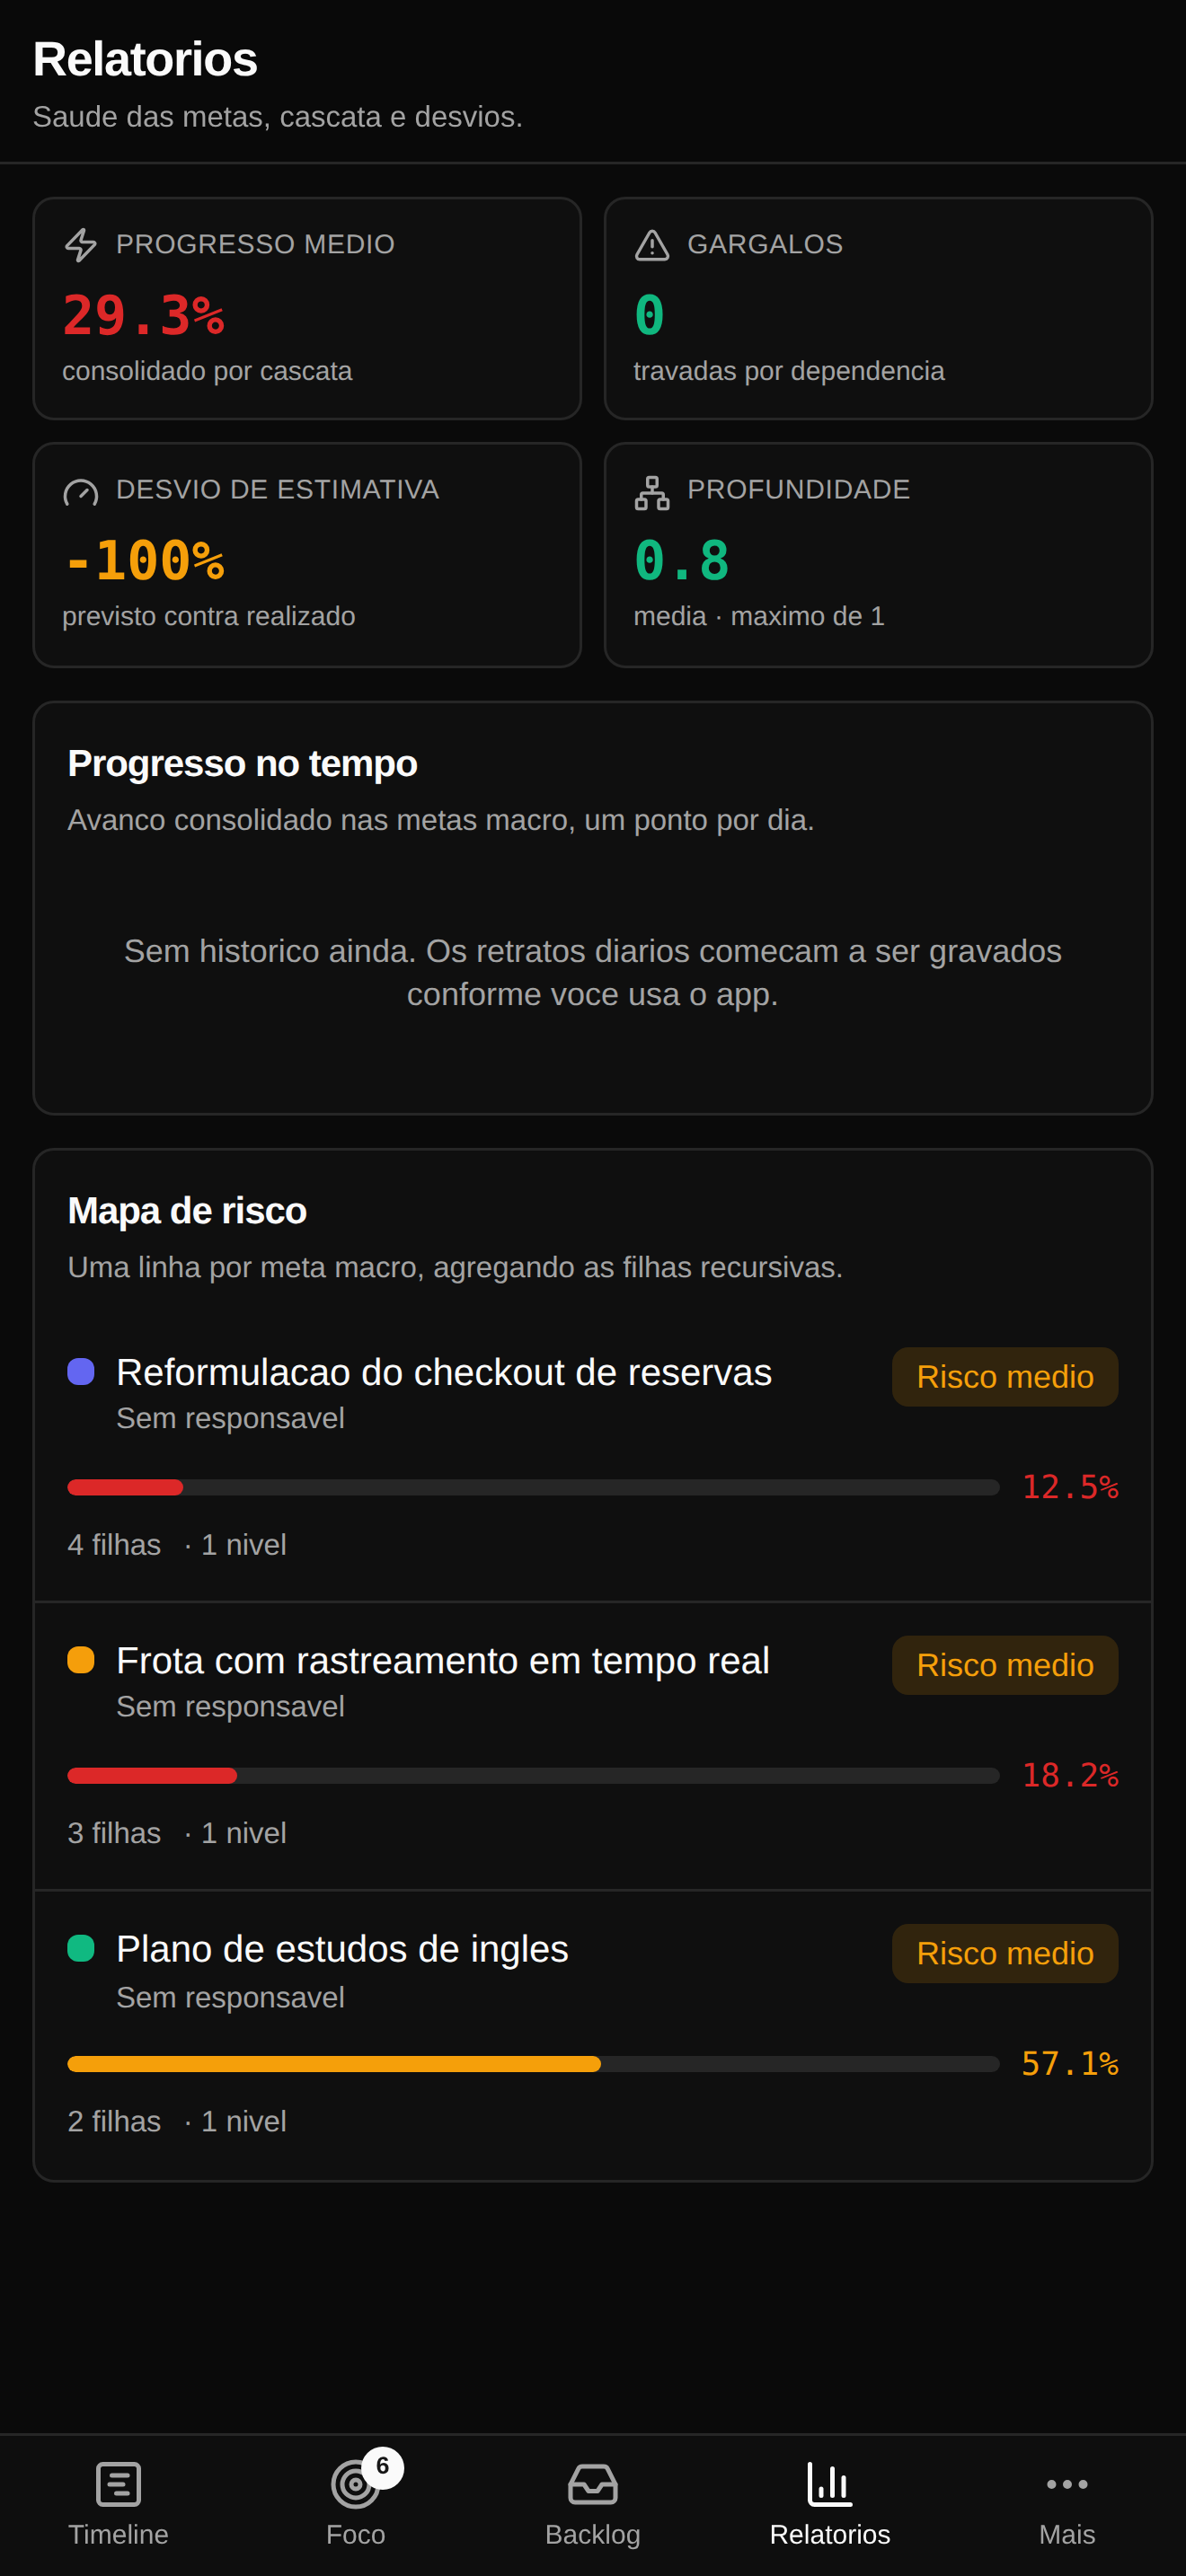 Relatorios
Saude das metas, cascata e desvios.
PROGRESSO MEDIO
29.3%
consolidado por cascata
GARGALOS
0
travadas por dependencia
DESVIO DE ESTIMATIVA
-100%
previsto contra realizado
PROFUNDIDADE
0.8
media · maximo de 1
Progresso no tempo
Avanco consolidado nas metas macro, um ponto por dia.
Sem historico ainda. Os retratos diarios comecam a ser gravados
conforme voce usa o app.
Mapa de risco
Uma linha por meta macro, agregando as filhas recursivas.
Reformulacao do checkout de reservas
Risco medio
Sem responsavel
12.5%
4 filhas · 1 nivel
Frota com rastreamento em tempo real
Risco medio
Sem responsavel
18.2%
3 filhas · 1 nivel
Plano de estudos de ingles
Risco medio
Sem responsavel
57.1%
2 filhas · 1 nivel
6
Timeline
Foco
Backlog
Relatorios
Mais